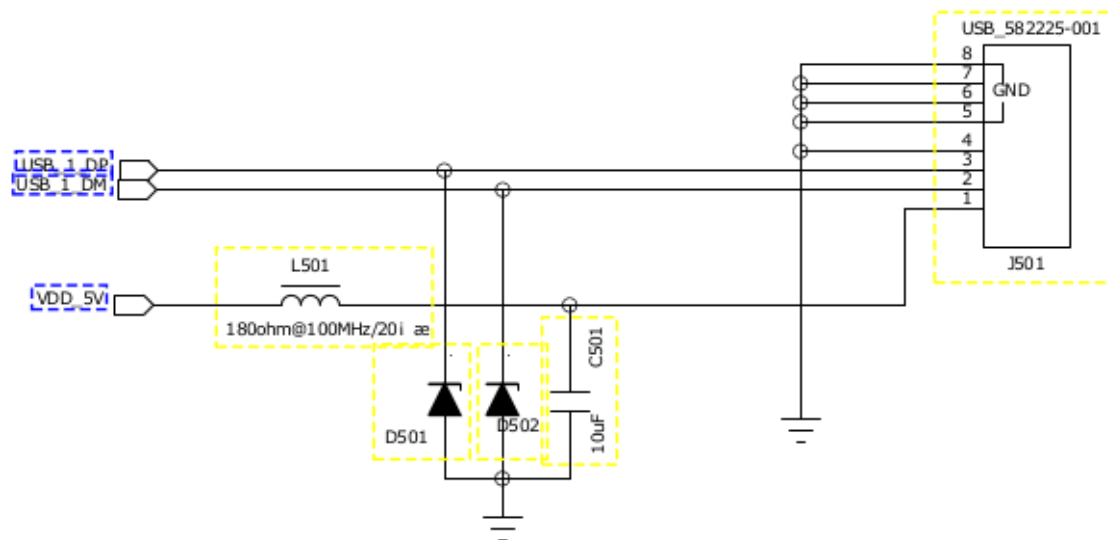 USB_582225-001
8
7
6
GND
5
4
3
2
1
J501
USB_1_DP
USB_1_DM
VDD_5V
L501
180ohm@100MHz/20i æ
C501
10uF
D501
D502